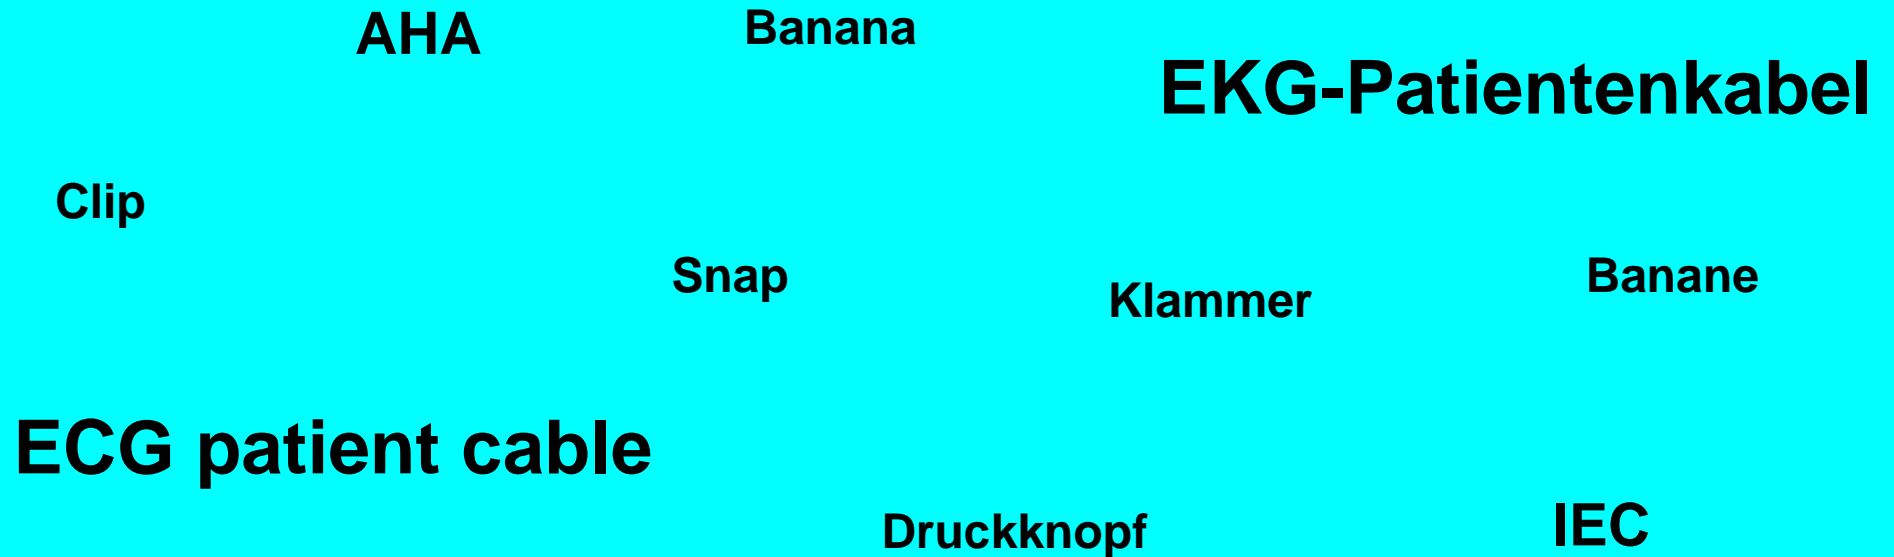 AHA
Banana
EKG-Patientenkabel
Clip
Snap
Klammer
Banane
ECG patient cable
Druckknopf
IEC